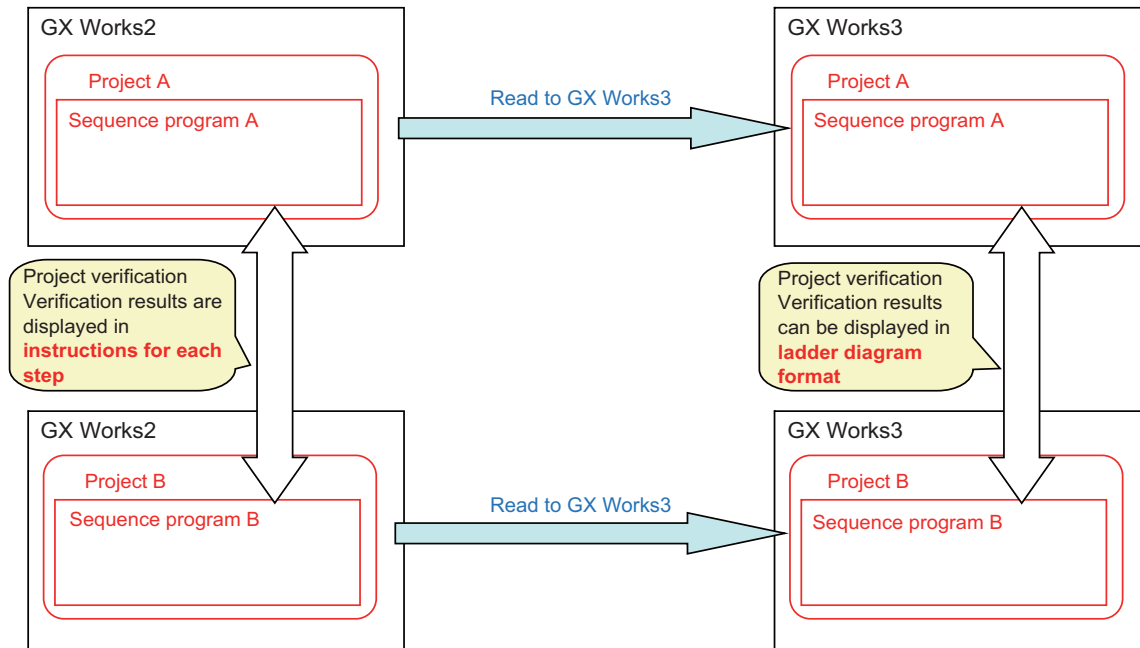 GX Works2
Project A
Sequence program A
Read to GX Works3
GX Works3
Project A
Sequence program A
Project verification
Verification results are
displayed in
instructions for each
step
Project verification
Verification results
can be displayed in
ladder diagram
format
GX Works2
Project B
Sequence program B
Read to GX Works3
GX Works3
Project B
Sequence program B